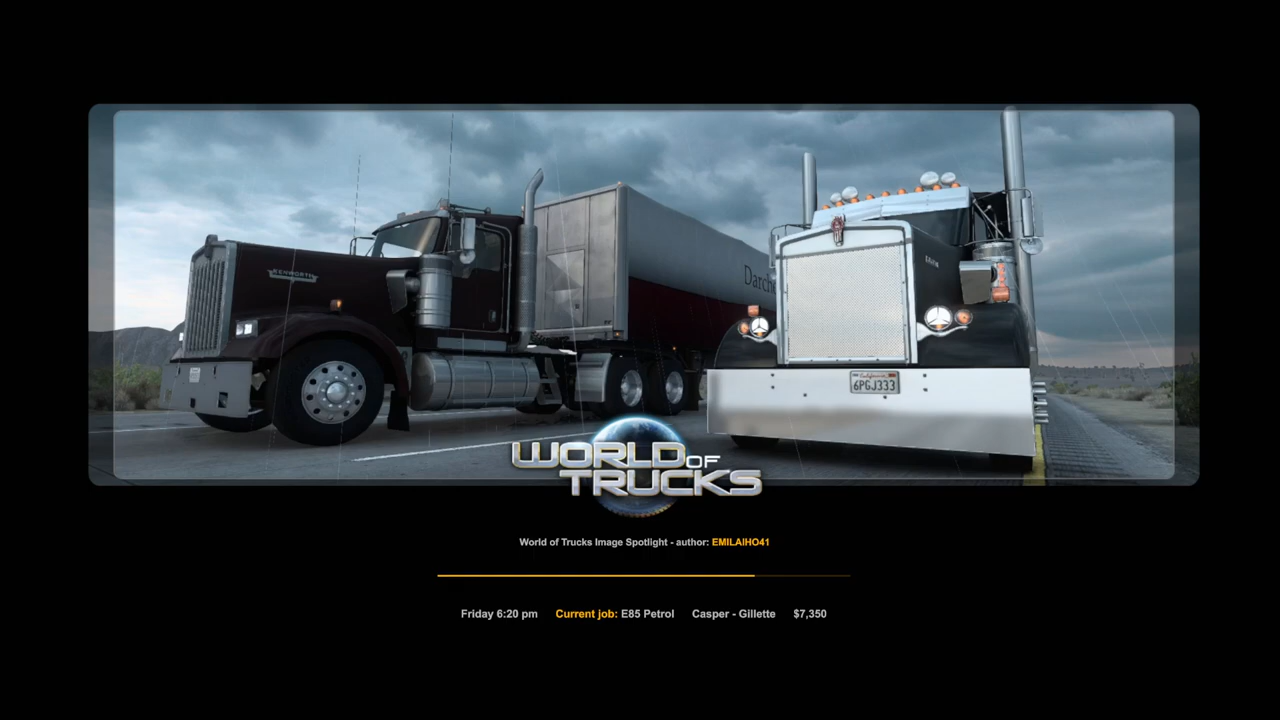 KENWORTH
Darche
California
6PGJ333
WORLD OF
TRUCKS
World of Trucks Image Spotlight - author: EMILAIHO41
Friday 6:20 pm Current job: E85 Petrol Casper - Gillette $7,350